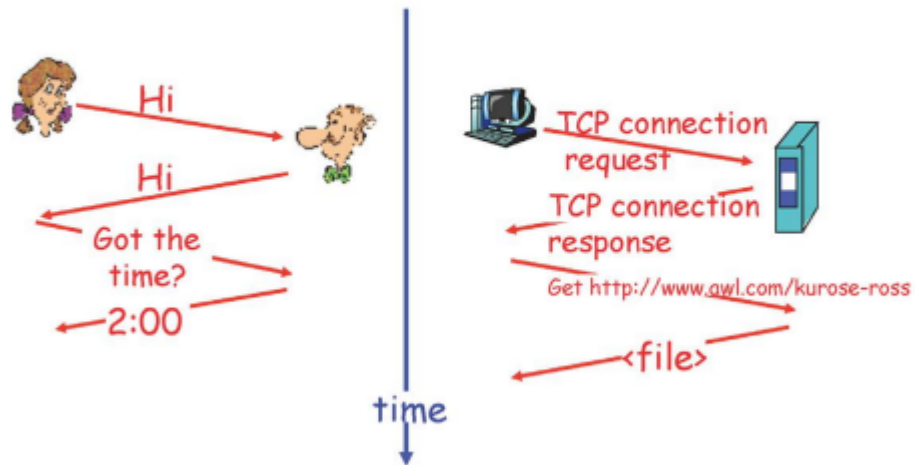 Hi
Hi
Got the
time?
2:00
time
TCP connection
request
TCP connection
response
Get http://www.awl.com/kurose-ross
<file>